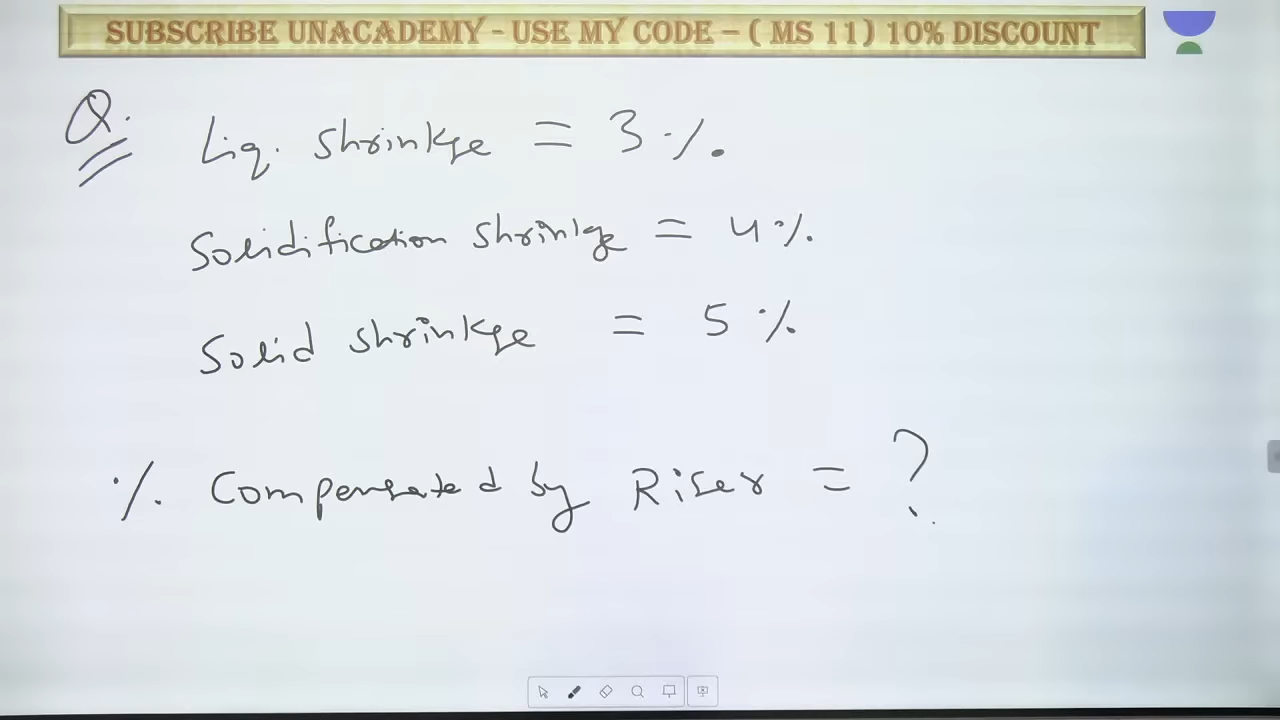 SUBSCRIBE UNACADEMY - USE MY CODE – ( MS 11) 10% DISCOUNT
Q.
Liq. shrinkge = 3 %.
Solidification shrinkge = 4%.
Solid shrinkge = 5 %
% Compensated by Riser = ?